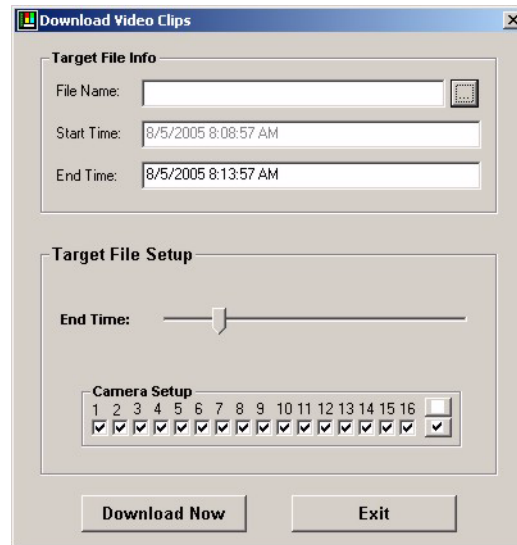 Download Video Clips
Target File Info
File Name:
...
Start Time: 8/5/2005 8:08:57 AM
End Time: 8/5/2005 8:13:57 AM
Target File Setup
End Time:
Camera Setup
1 2 3 4 5 6 7 8 9 10 11 12 13 14 15 16
Download Now Exit